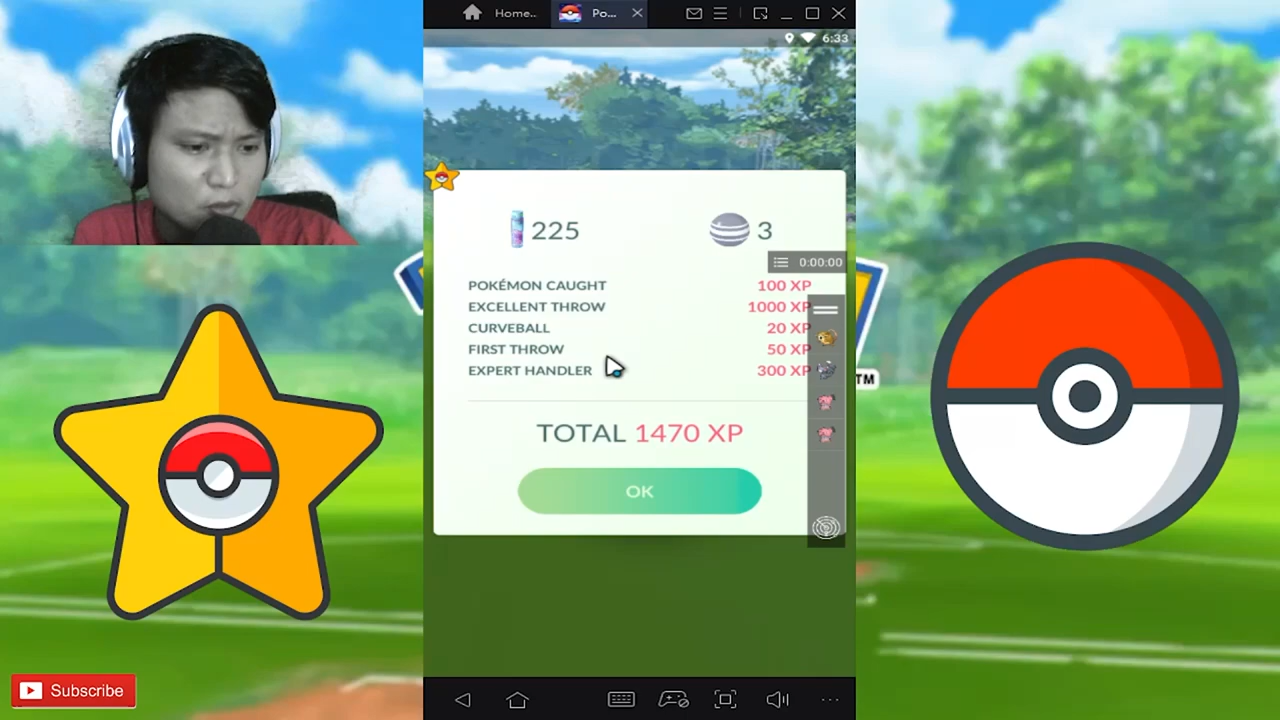 Home..
Po...
6:33
225
3
0:00:00
POKÉMON CAUGHT 100 XP
EXCELLENT THROW 1000 XP
CURVEBALL 20 XP
FIRST THROW 50 XP
EXPERT HANDLER 300 XP
TM
TOTAL 1470 XP
OK
Subscribe